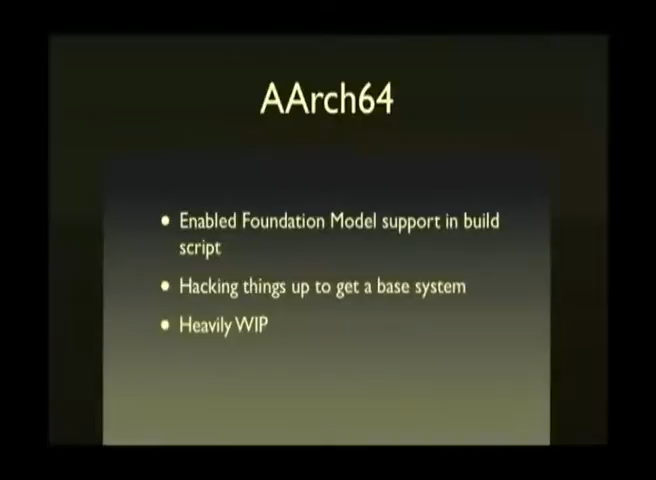 AArch64
• Enabled Foundation Model support in build
script
• Hacking things up to get a base system
• Heavily WIP